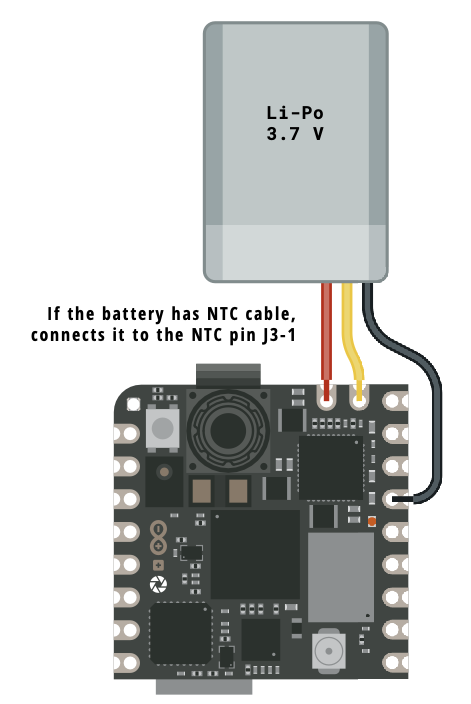 Li-Po
3.7 V
If the battery has NTC cable,
connects it to the NTC pin J3-1